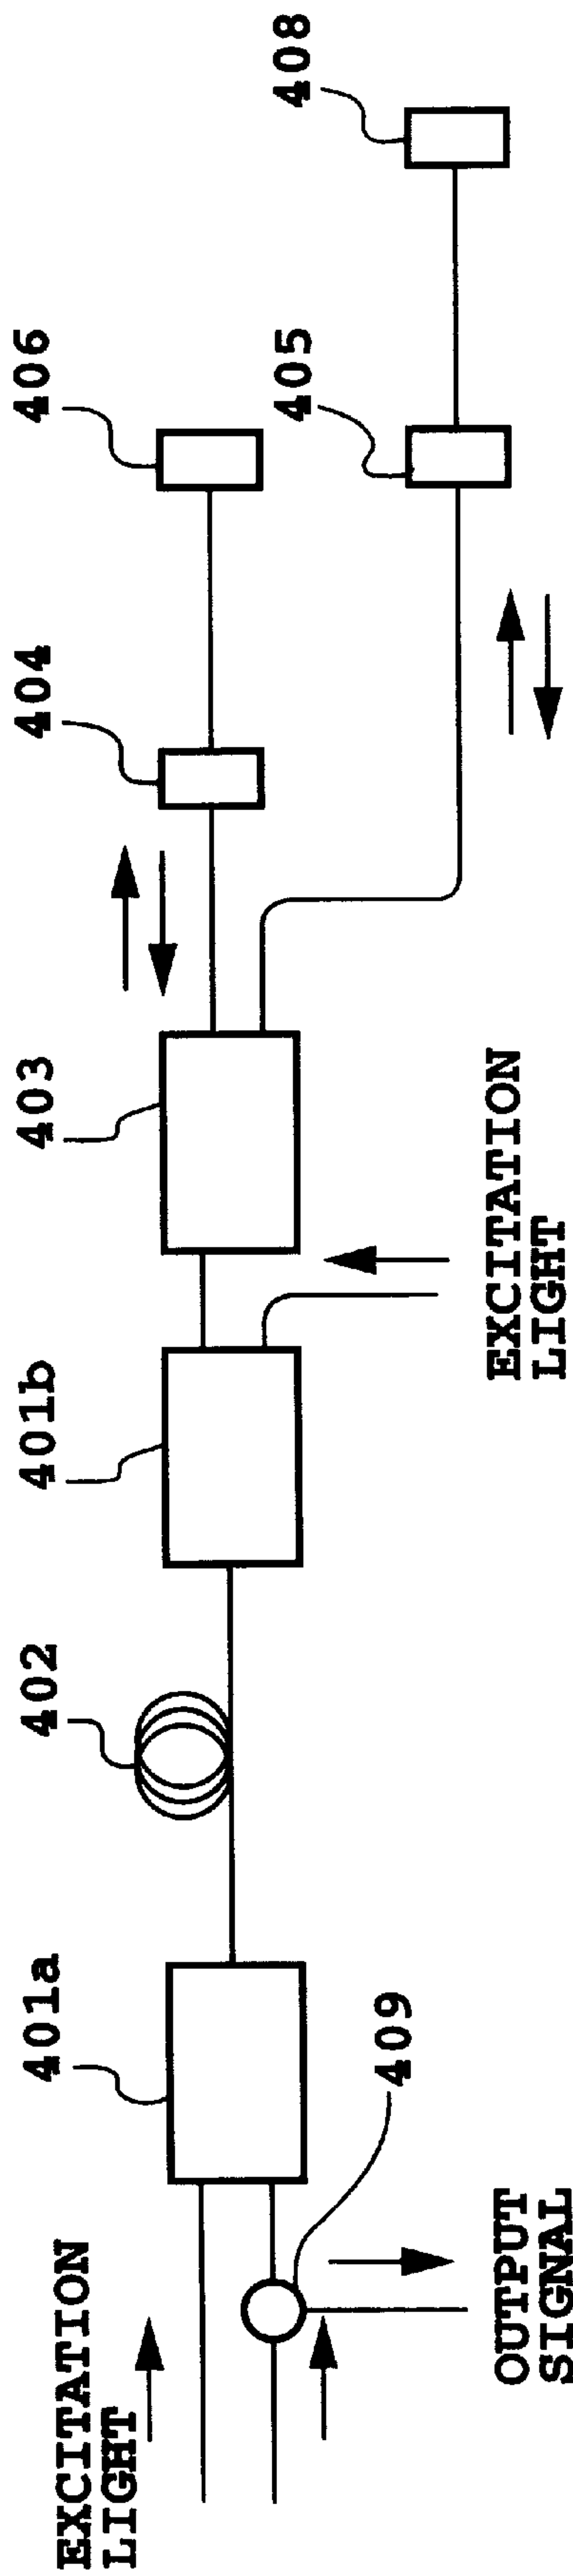 EXCITATION
LIGHT
401a
409
OUTPUT
SIGNAL
402
401b
EXCITATION
LIGHT
403
404
406
405
408